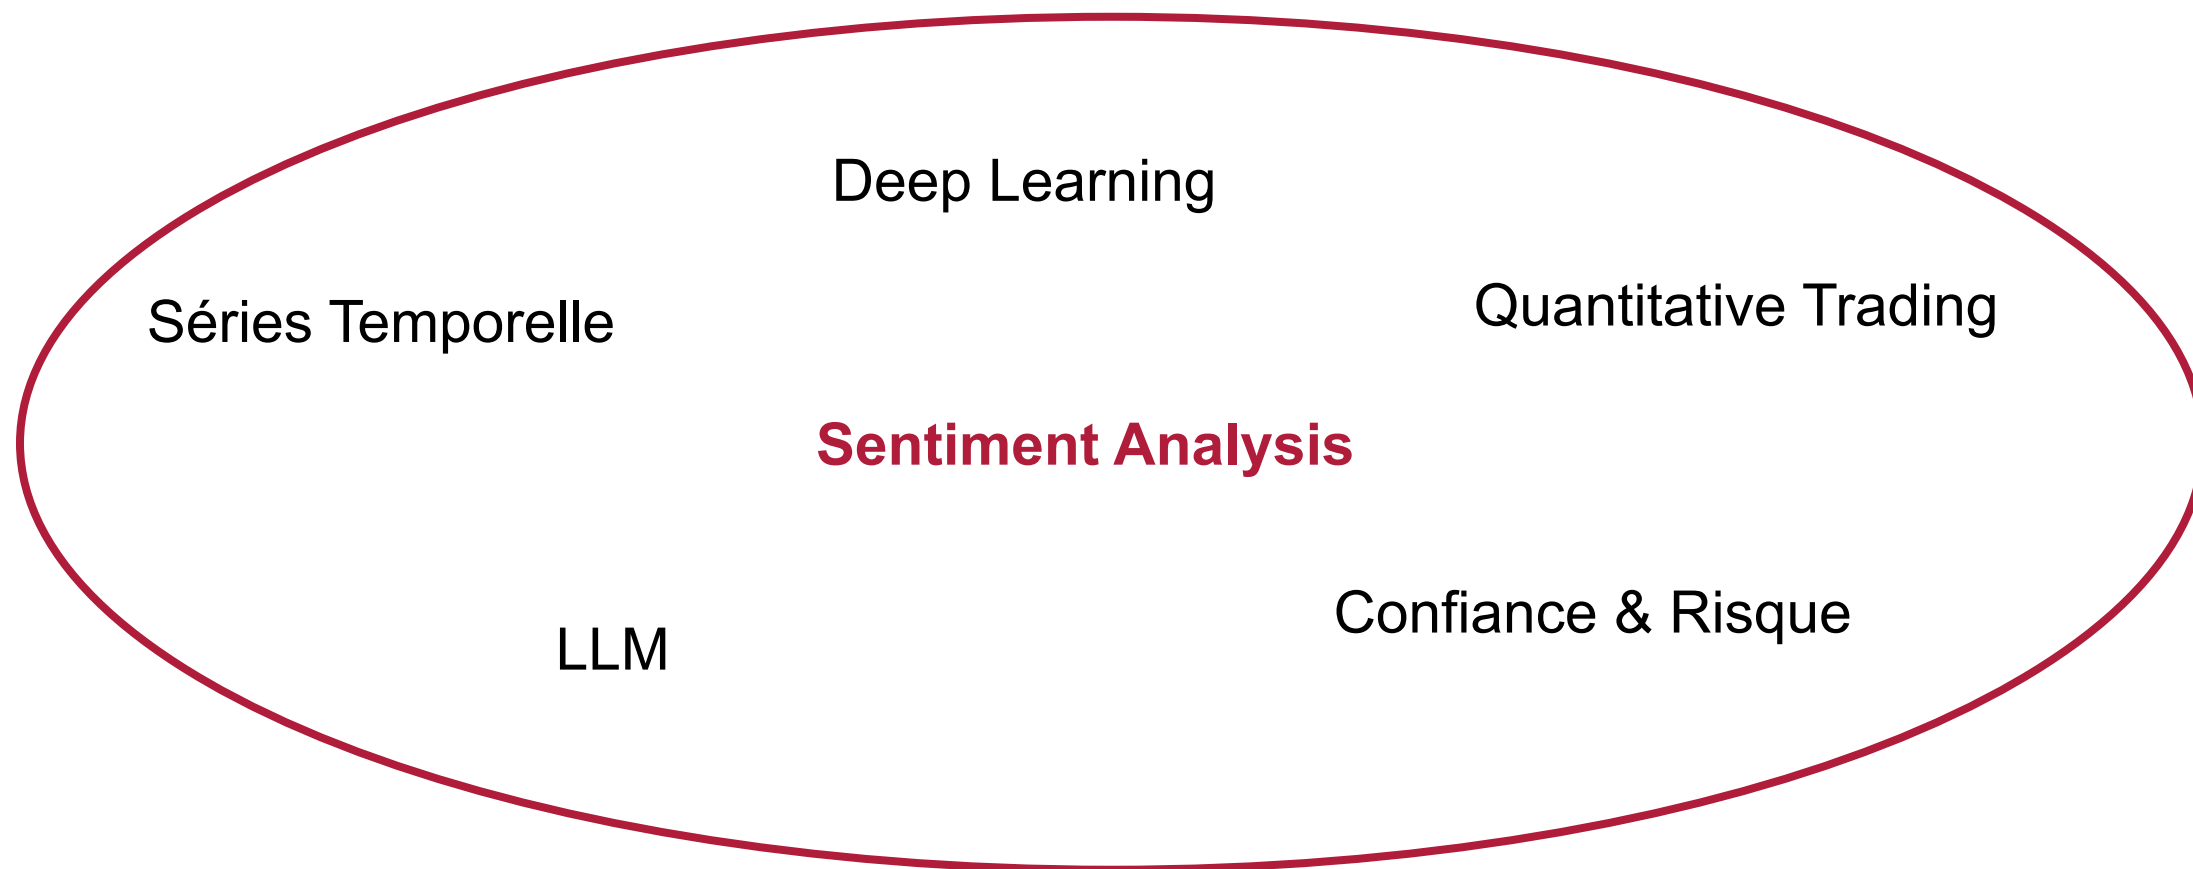 Deep Learning
Séries Temporelle
Quantitative Trading
Sentiment Analysis
LLM
Confiance & Risque